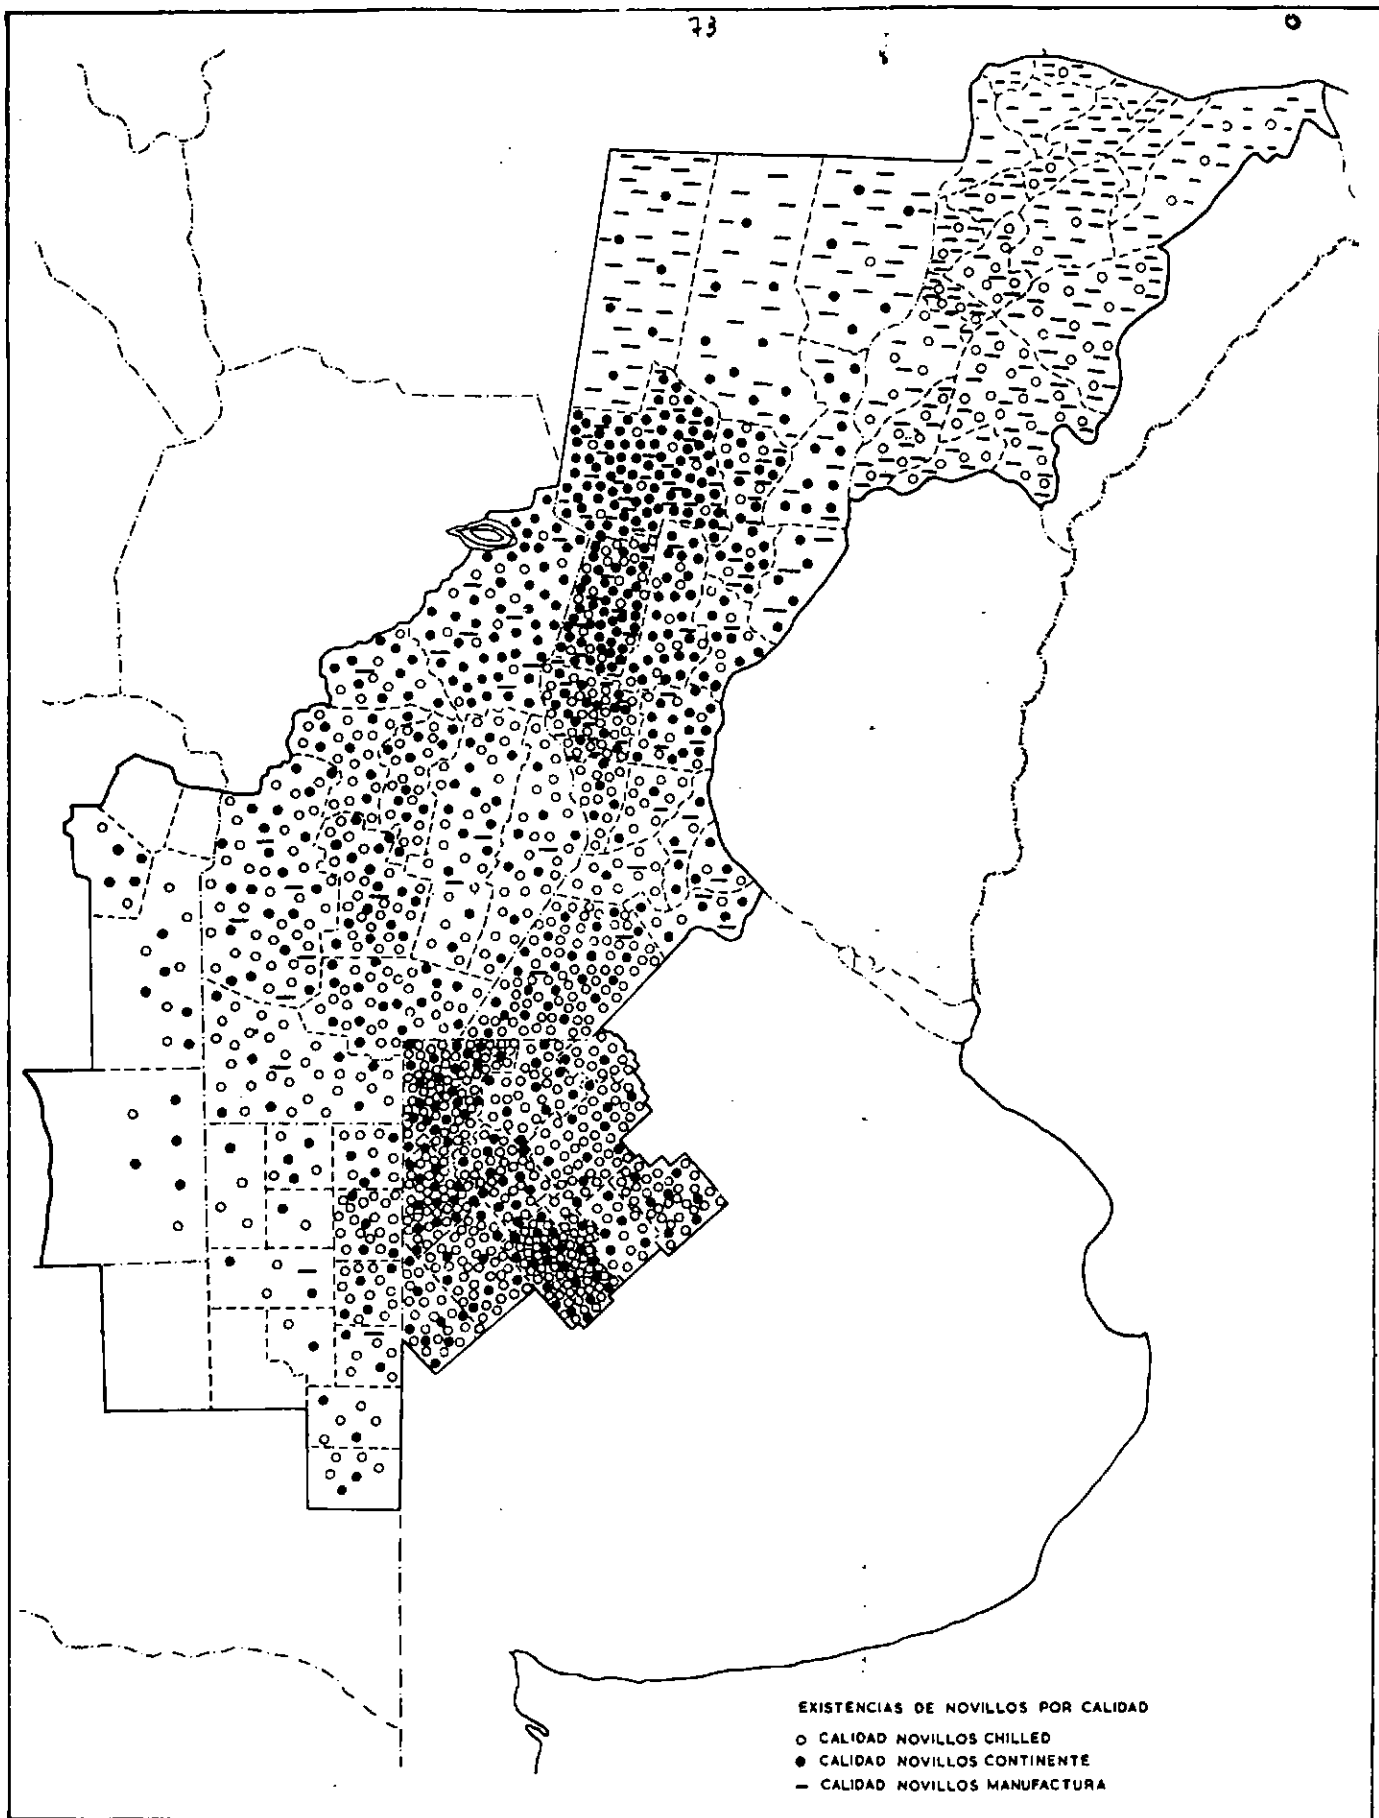 73
EXISTENCIAS DE NOVILLOS POR CALIDAD
○ CALIDAD NOVILLOS CHILLED
● CALIDAD NOVILLOS CONTINENTE
– CALIDAD NOVILLOS MANUFACTURA